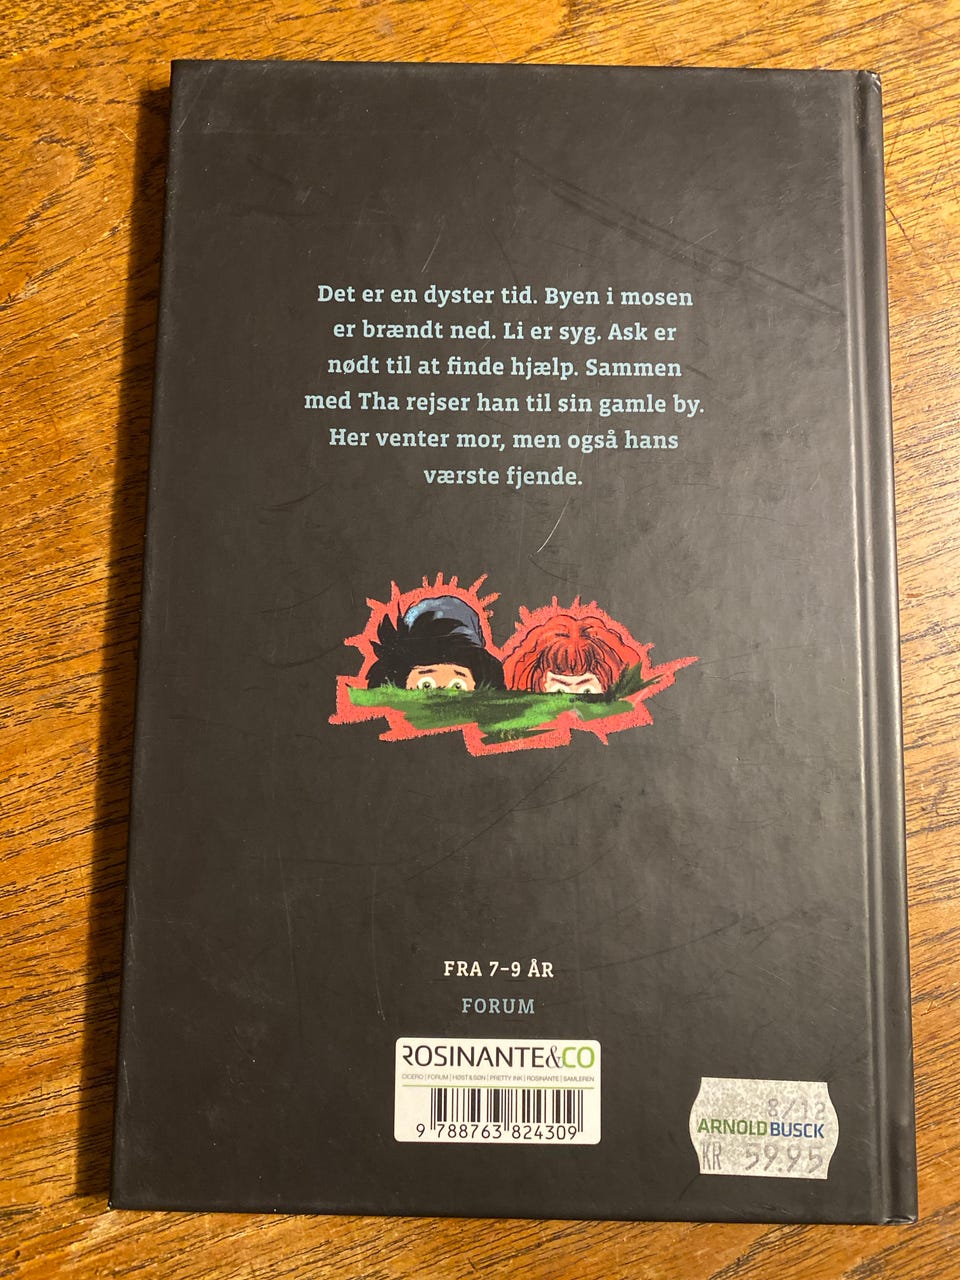 Det er en dyster tid. Byen i mosen
er brændt ned. Li er syg. Ask er
nødt til at finde hjælp. Sammen
med Tha rejser han til sin gamle by.
Her venter mor, men også hans
værste fjende.
FRA 7-9 ÅR
FORUM
ROSINANTE&CO
CICERO | FORUM | HØST & SØN | PRETTY INK | ROSINANTE | SAMLEREN
9 788763 824309
8/12
ARNOLD BUSCK
KR 59.95